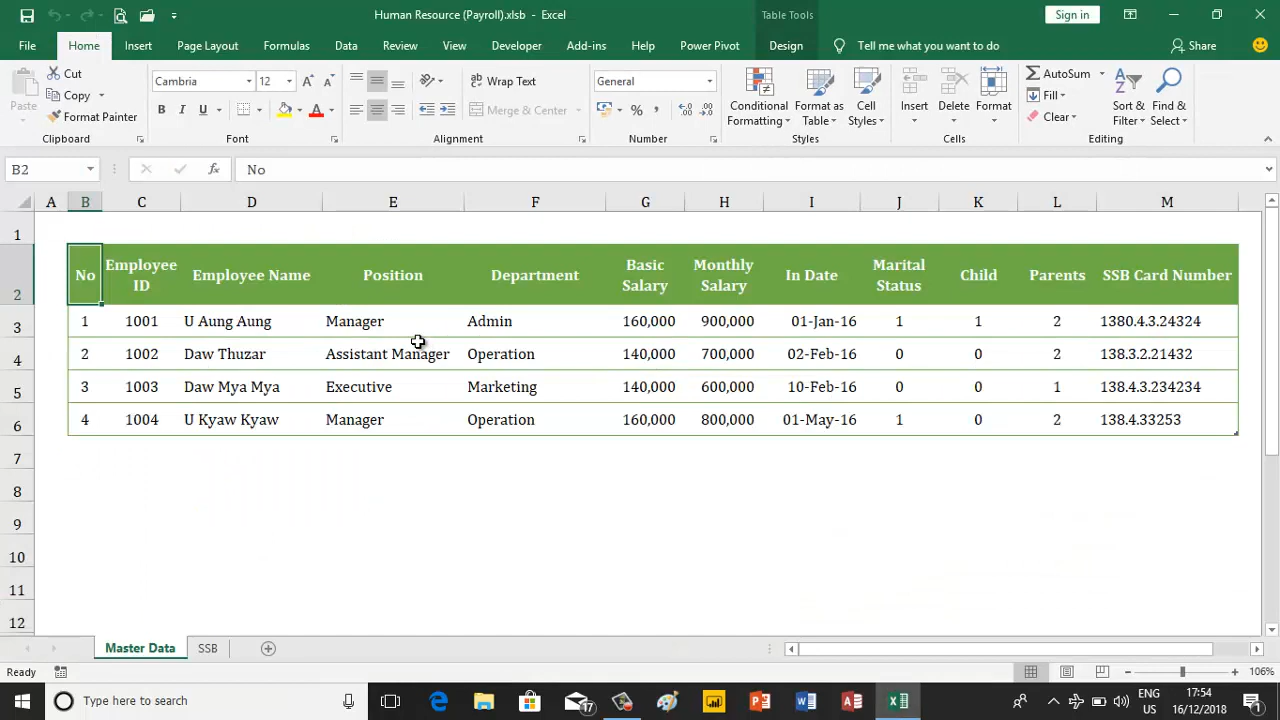 Human Resource (Payroll).xlsb - Excel
Table Tools
Sign in
File Home Insert Page Layout Formulas Data Review View Developer Add-ins Help Power Pivot Design Tell me what you want to do Share
Paste
Cut
Copy
Format Painter
Clipboard
Cambria 12
B I U
Font
Wrap Text
Merge & Center
Alignment
General
Number
Conditional Formatting
Format as Table
Cell Styles
Styles
Insert Delete Format
Cells
AutoSum
Fill
Clear
Sort & Filter
Find & Select
Editing
B2 fx No
A B C D E F G H I J K L M
1
2 No Employee ID Employee Name Position Department Basic Salary Monthly Salary In Date Marital Status Child Parents SSB Card Number
3 1 1001 U Aung Aung Manager Admin 160,000 900,000 01-Jan-16 1 1 2 1380.4.3.24324
4 2 1002 Daw Thuzar Assistant Manager Operation 140,000 700,000 02-Feb-16 0 0 2 138.3.2.21432
5 3 1003 Daw Mya Mya Executive Marketing 140,000 600,000 10-Feb-16 0 0 1 138.4.3.234234
6 4 1004 U Kyaw Kyaw Manager Operation 160,000 800,000 01-May-16 1 0 2 138.4.33253
7
8
9
10
11
12
Master Data SSB
Ready 106%
Type here to search
17
ENG
US
17:54
16/12/2018
1